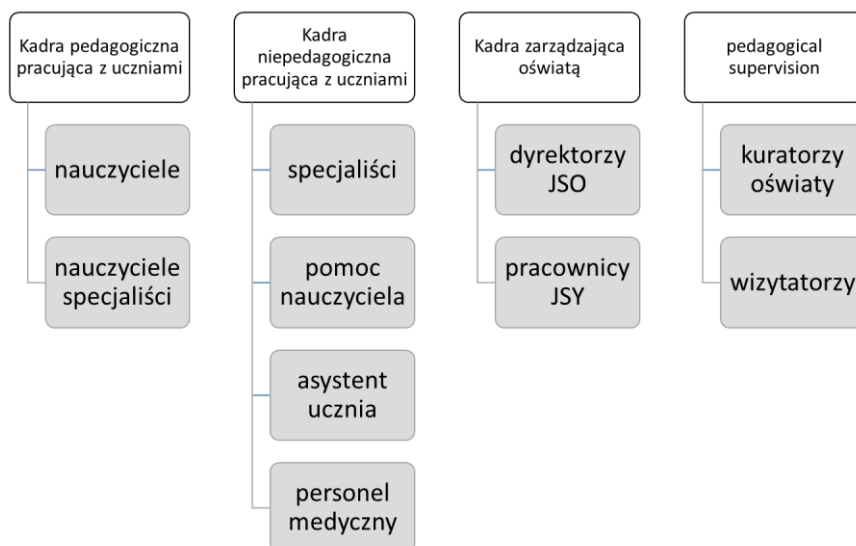 Kadra pedagogiczna
pracująca z uczniami
nauczyciele
nauczyciele
specjaliści
Kadra
niepedagogiczna
pracująca z uczniami
specjaliści
pomoc
nauczyciela
asystent
ucznia
personel
medyczny
Kadra zarządzająca
oświatą
dyrektorzy
JSO
pracownicy
JSY
pedagogical
supervision
kuratorzy
oświaty
wizytatorzy